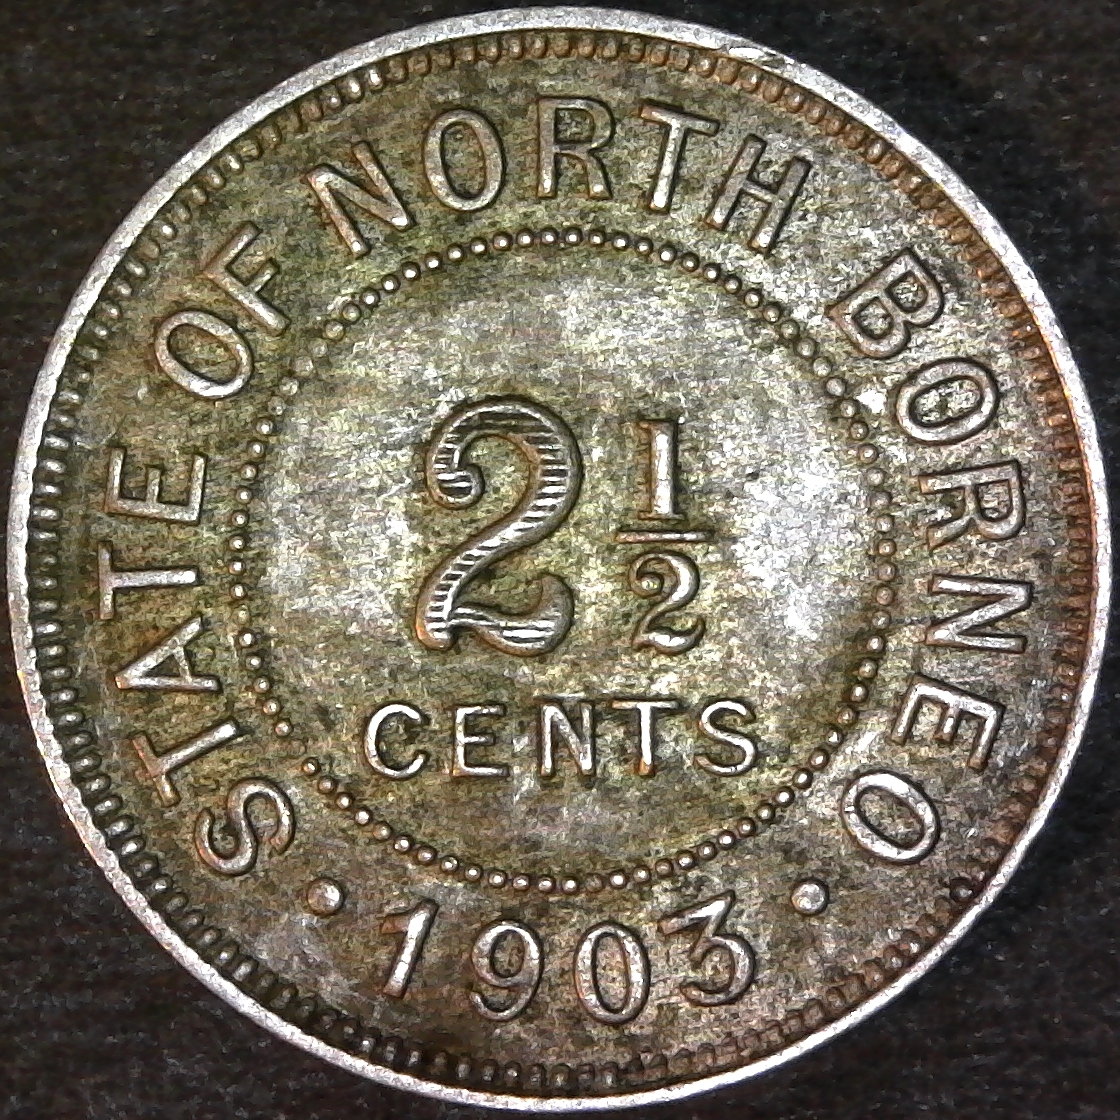 STATE OF NORTH BORNEO
2 1/2
CENTS
• 1903 •